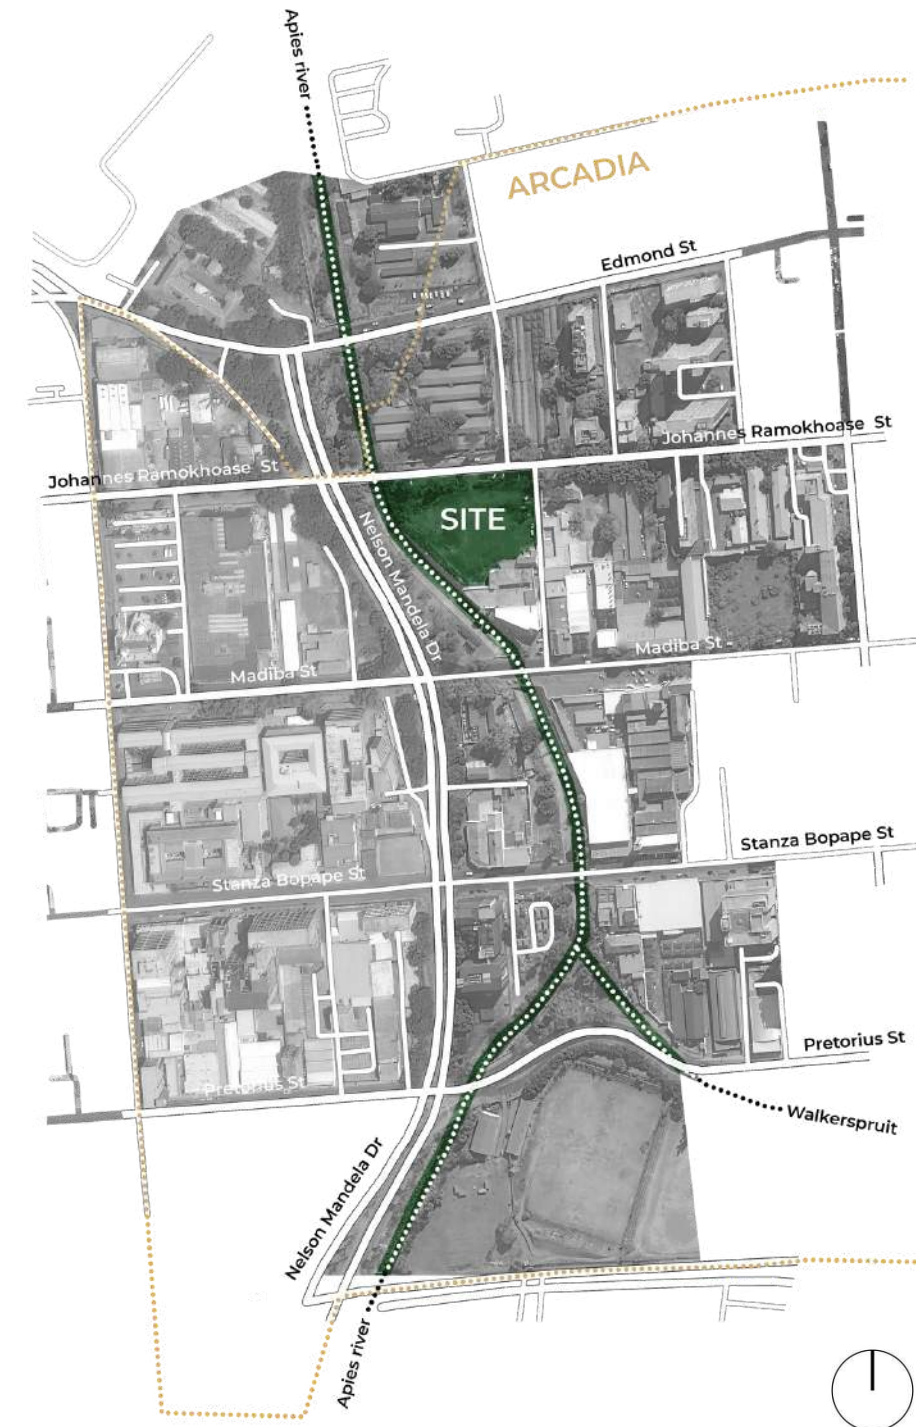 Apies river
ARCADIA
Edmond St
Johannes Ramokhoase St
Johannes Ramokhoase St
SITE
Nelson Mandela Dr
Madiba St
Madiba St
Stanza Bopape St
Stanza Bopape St
Pretorius St
Pretorius St
Walkerspruit
Nelson Mandela Dr
Apies river